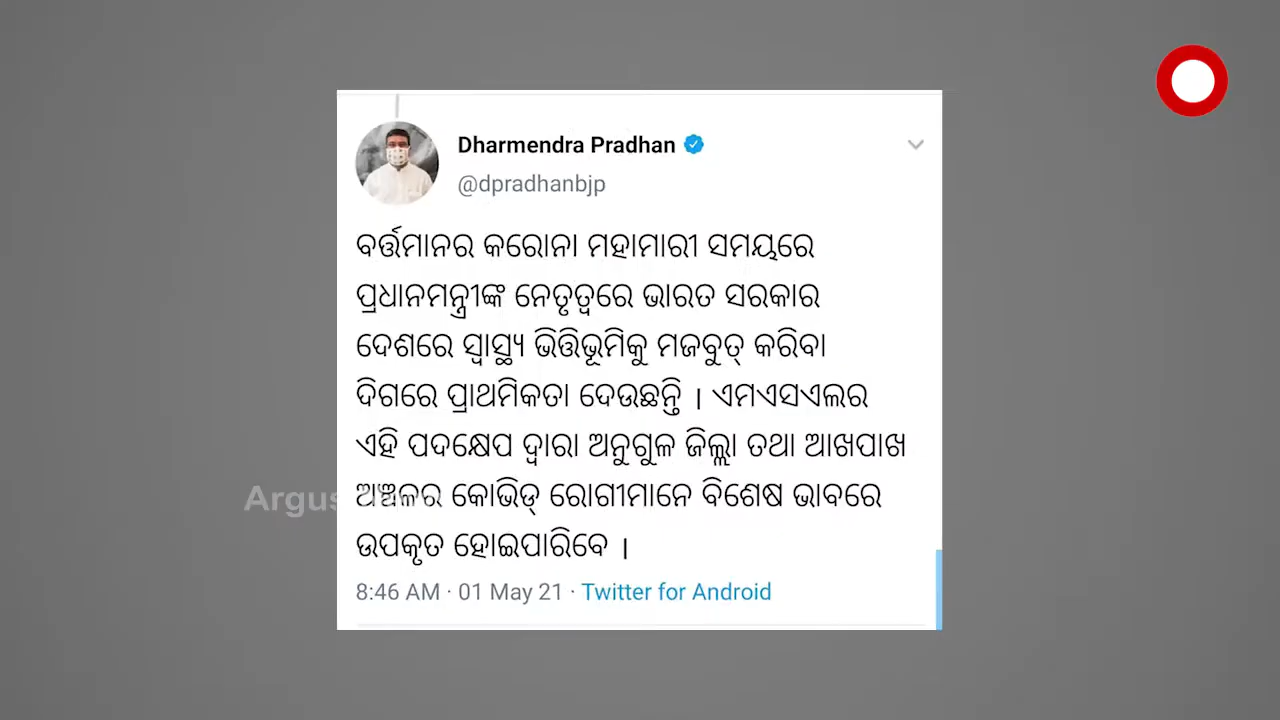 Dharmendra Pradhan
@dpradhanbjp
ବର୍ତ୍ତମାନର କରୋନା ମହାମାରୀ ସମୟରେ
ପ୍ରଧାନମନ୍ତ୍ରୀଙ୍କ ନେତୃତ୍ୱରେ ଭାରତ ସରକାର
ଦେଶରେ ସ୍ୱାସ୍ଥ୍ୟ ଭିତ୍ତିଭୂମିକୁ ମଜବୁତ୍ କରିବା
ଦିଗରେ ପ୍ରାଥମିକତା ଦେଉଛନ୍ତି । ଏମଏସଏଲର
ଏହି ପଦକ୍ଷେପ ଦ୍ୱାରା ଅନୁଗୁଳ ଜିଲ୍ଲା ତଥା ଆଖପାଖ
ଅଞ୍ଚଳର କୋଭିଡ୍ ରୋଗୀମାନେ ବିଶେଷ ଭାବରେ
ଉପକୃତ ହୋଇପାରିବେ ।
8:46 AM · 01 May 21 · Twitter for Android
Argus